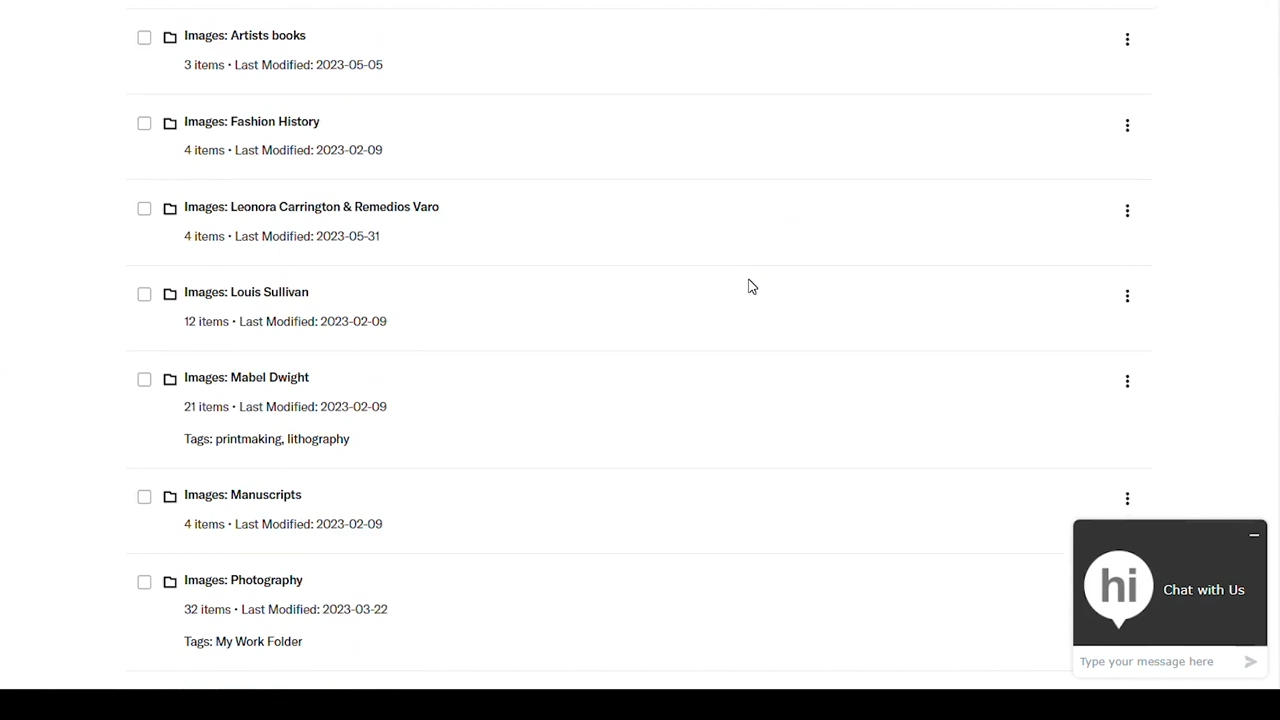 Images: Artists books
3 items • Last Modified: 2023-05-05
Images: Fashion History
4 items • Last Modified: 2023-02-09
Images: Leonora Carrington & Remedios Varo
4 items • Last Modified: 2023-05-31
Images: Louis Sullivan
12 items • Last Modified: 2023-02-09
Images: Mabel Dwight
21 items • Last Modified: 2023-02-09
Tags: printmaking, lithography
Images: Manuscripts
4 items • Last Modified: 2023-02-09
Images: Photography
32 items • Last Modified: 2023-03-22
Tags: My Work Folder
hi
Chat with Us
Type your message here